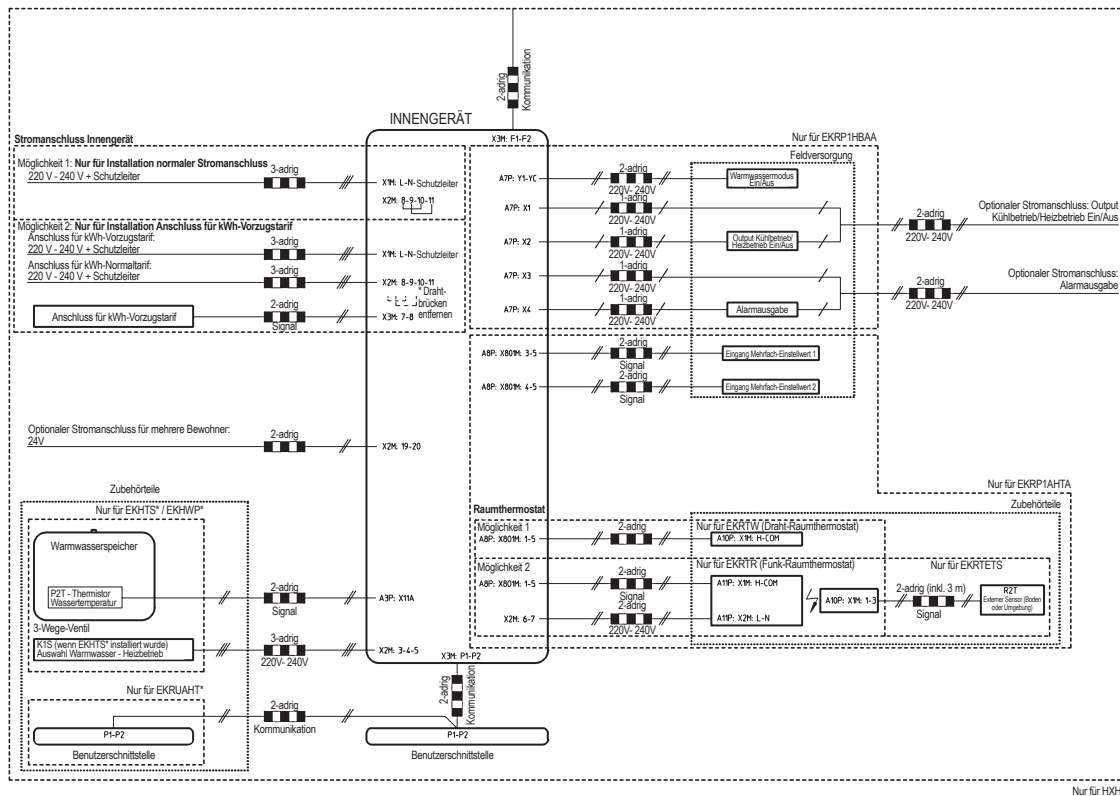 2-adrig
Kommunikation
INNENGERÄT
X3M: F1-F2
Stromanschluss Innengerät
Möglichkeit 1: Nur für Installation normaler Stromanschluss
220 V - 240 V + Schutzleiter
3-adrig
X1M: L-N-Schutzleiter
X2M: 8-9-10-11
Möglichkeit 2: Nur für Installation Anschluss für kWh-Vorzugstarif
Anschluss für kWh-Vorzugstarif:
220 V - 240 V + Schutzleiter
3-adrig
X1M: L-N-Schutzleiter
Anschluss für kWh-Normaltarif:
220 V - 240 V + Schutzleiter
3-adrig
X2M: 8-9-10-11
* Draht-
brücken
entfernen
Anschluss für kWh-Vorzugstarif
2-adrig
Signal
X3M: 7-8
Optionaler Stromanschluss für mehrere Bewohner:
24V
2-adrig
X2M: 19-20
Zubehörteile
Nur für EKHTS* / EKHWP*
Warmwasserspeicher
P2T - Thermistor
Wassertemperatur
2-adrig
Signal
A3P: X11A
3-Wege-Ventil
K1S (wenn EKHTS* installiert wurde)
Auswahl Warmwasser - Heizbetrieb
3-adrig
220V- 240V
X2M: 3-4-5
Nur für EKRUAHT*
P1-P2
Benutzerschnittstelle
2-adrig
Kommunikation
X3M: P1-P2
2-adrig
Kommunikation
P1-P2
Benutzerschnittstelle
Nur für EKRP1HBAA
Feldversorgung
A7P: Y1-YC
2-adrig
220V- 240V
Warmwassermodus
Ein/Aus
A7P: X1
1-adrig
220V- 240V
A7P: X2
1-adrig
220V- 240V
Output Kühlbetrieb/
Heizbetrieb Ein/Aus
2-adrig
220V- 240V
Optionaler Stromanschluss: Output
Kühlbetrieb/Heizbetrieb Ein/Aus
A7P: X3
1-adrig
220V- 240V
A7P: X4
1-adrig
220V- 240V
Alarmausgabe
2-adrig
220V- 240V
Optionaler Stromanschluss:
Alarmausgabe
A8P: X801M: 3-5
2-adrig
Signal
Eingang Mehrfach-Einstellwert 1
A8P: X801M: 4-5
2-adrig
Signal
Eingang Mehrfach-Einstellwert 2
Nur für EKRP1AHTA
Zubehörteile
Raumthermostat
Möglichkeit 1
A8P: X801M: 1-5
2-adrig
Nur für EKRTW (Draht-Raumthermostat)
A10P: X1M: H-COM
Möglichkeit 2
A8P: X801M: 1-5
2-adrig
Signal
Nur für EKRTR (Funk-Raumthermostat)
A11P: X1M: H-COM
X2M: 6-7
2-adrig
220V- 240V
A11P: X2M: L-N
A10P: X1M: 1-3
Nur für EKRTETS
2-adrig (inkl. 3 m)
Signal
R2T
Externer Sensor (Boden
oder Umgebung)
Nur für HXH